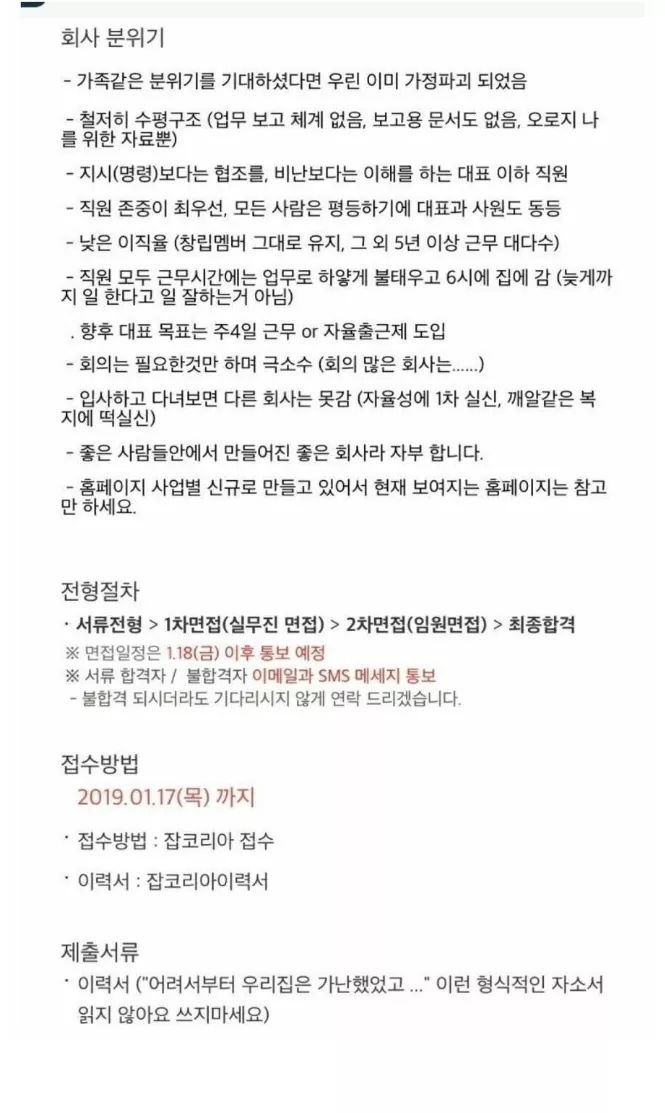 회사 분위기
- 가족같은 분위기를 기대하셨다면 우린 이미 가정파괴 되었음
- 철저히 수평구조 (업무 보고 체계 없음, 보고용 문서도 없음, 오로지 나
를 위한 자료뿐)
- 지시(명령)보다는 협조를, 비난보다는 이해를 하는 대표 이하 직원
- 직원 존중이 최우선, 모든 사람은 평등하기에 대표과 사원도 동등
- 낮은 이직율 (창립멤버 그대로 유지, 그 외 5년 이상 근무 대다수)
- 직원 모두 근무시간에는 업무로 하얗게 불태우고 6시에 집에 감 (늦게까
지 일 한다고 일 잘하는거 아님)
. 향후 대표 목표는 주4일 근무 or 자율출근제 도입
- 회의는 필요한것만 하며 극소수 (회의 많은 회사는......)
- 입사하고 다녀보면 다른 회사는 못감 (자율성에 1차 실신, 깨알같은 복
지에 떡실신)
- 좋은 사람들안에서 만들어진 좋은 회사라 자부 합니다.
- 홈페이지 사업별 신규로 만들고 있어서 현재 보여지는 홈페이지는 참고
만 하세요.
전형절차
· 서류전형 > 1차면접(실무진 면접) > 2차면접(임원면접) > 최종합격
※ 면접일정은 1.18(금) 이후 통보 예정
※ 서류 합격자 / 불합격자 이메일과 SMS 메세지 통보
- 불합격 되시더라도 기다리시지 않게 연락 드리겠습니다.
접수방법
2019.01.17(목) 까지
· 접수방법 : 잡코리아 접수
· 이력서 : 잡코리아이력서
제출서류
· 이력서 ("어려서부터 우리집은 가난했었고 ..." 이런 형식적인 자소서
읽지 않아요 쓰지마세요)